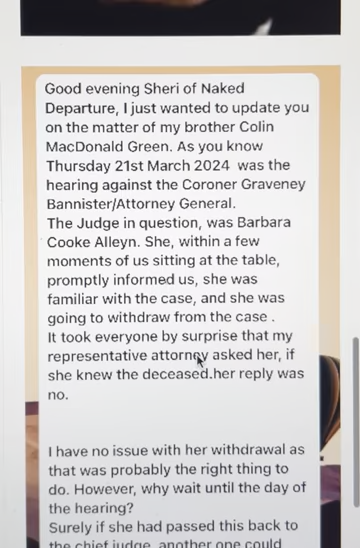 Good evening Sheri of Naked
Departure, I just wanted to update you
on the matter of my brother Colin
MacDonald Green. As you know
Thursday 21st March 2024  was the
hearing against the Coroner Graveney
Bannister/Attorney General.
The Judge in question, was Barbara
Cooke Alleyn. She, within a few
moments of us sitting at the table,
promptly informed us, she was
familiar with the case, and she was
going to withdraw from the case .
It took everyone by surprise that my
representative attorney asked her, if
she knew the deceased.her reply was
no.
I have no issue with her withdrawal as
that was probably the right thing to
do. However, why wait until the day of
the hearing?
Surely if she had passed this back to
the chief judge, another one could